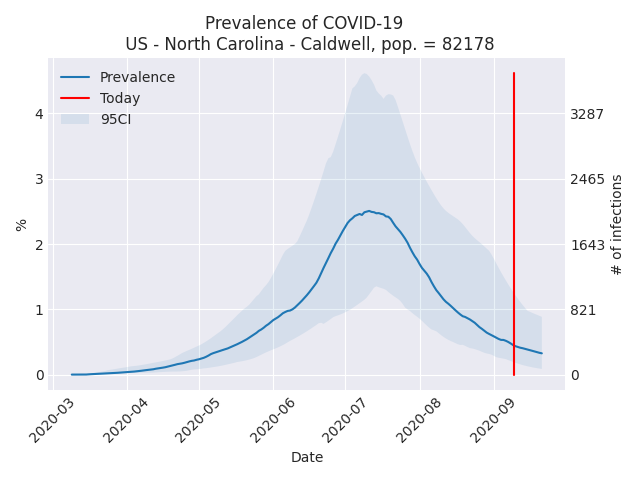 Prevalence of COVID-19
US - North Carolina - Caldwell, pop. = 82178
Prevalence
Today
95CI
%
4
3
2
1
0
3287
2465
1643
821
0
# of infections
2020-03
2020-04
2020-05
2020-06
2020-07
2020-08
2020-09
Date